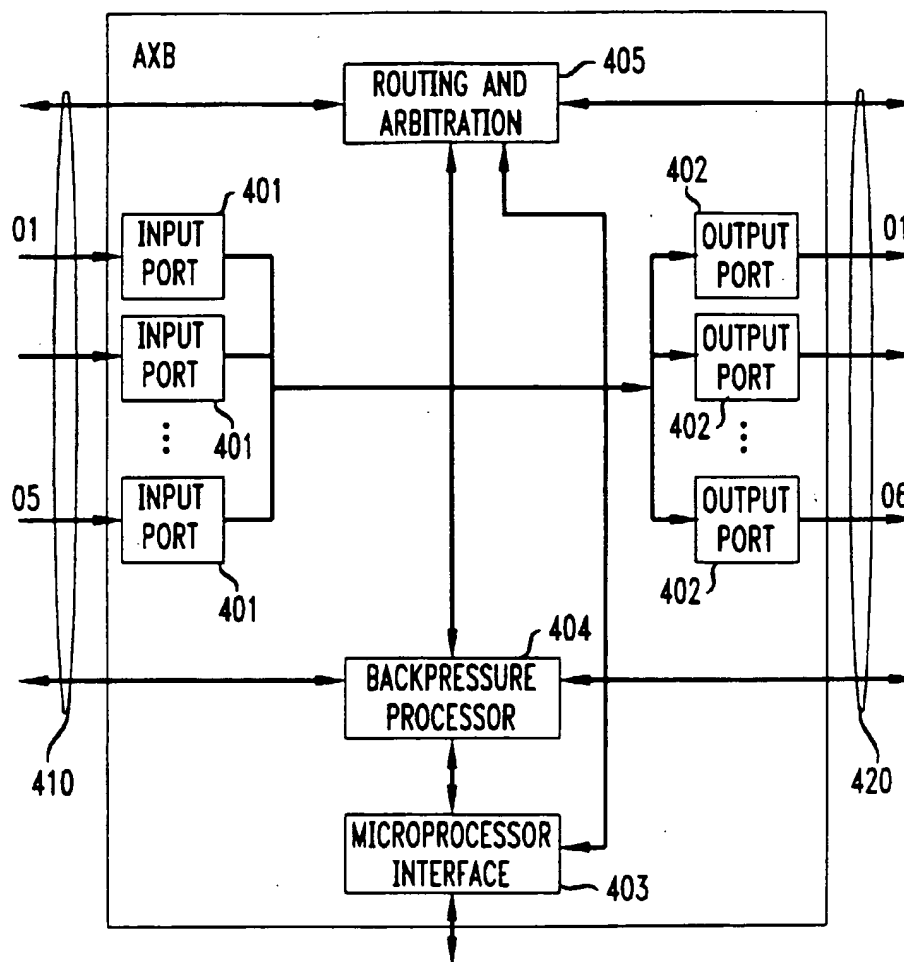 AXB
405
ROUTING AND
ARBITRATION
401
402
01
INPUT
PORT
OUTPUT
PORT
01
INPUT
PORT
OUTPUT
PORT
401
402
05
INPUT
PORT
OUTPUT
PORT
06
401
402
404
BACKPRESSURE
PROCESSOR
410
420
MICROPROCESSOR
INTERFACE
403